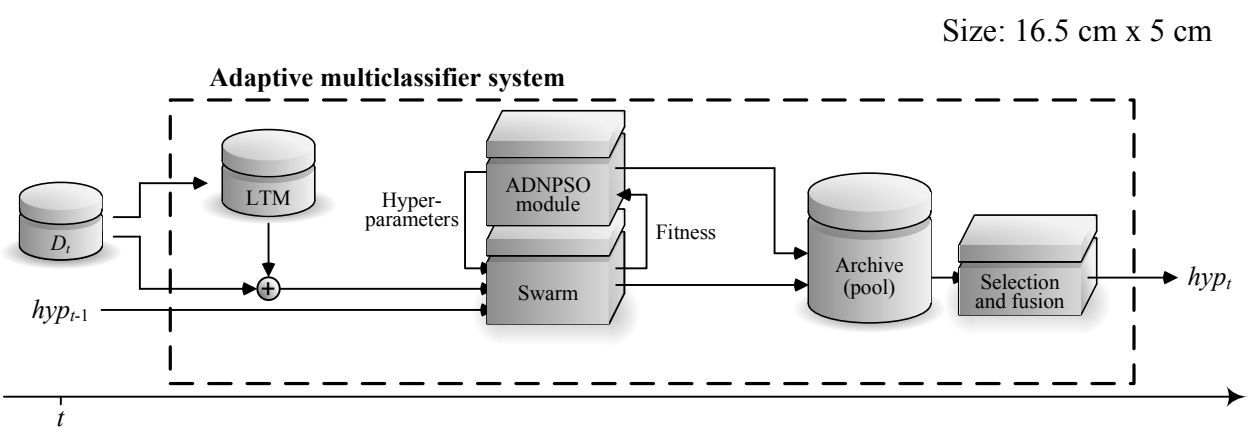 Size: 16.5 cm x 5 cm
Adaptive multiclassifier system
LTM
D_t
Hyper-
parameters
ADNPSO
module
Fitness
Swarm
Archive
(pool)
Selection
and fusion
hyp_t
hyp_{t-1}
t